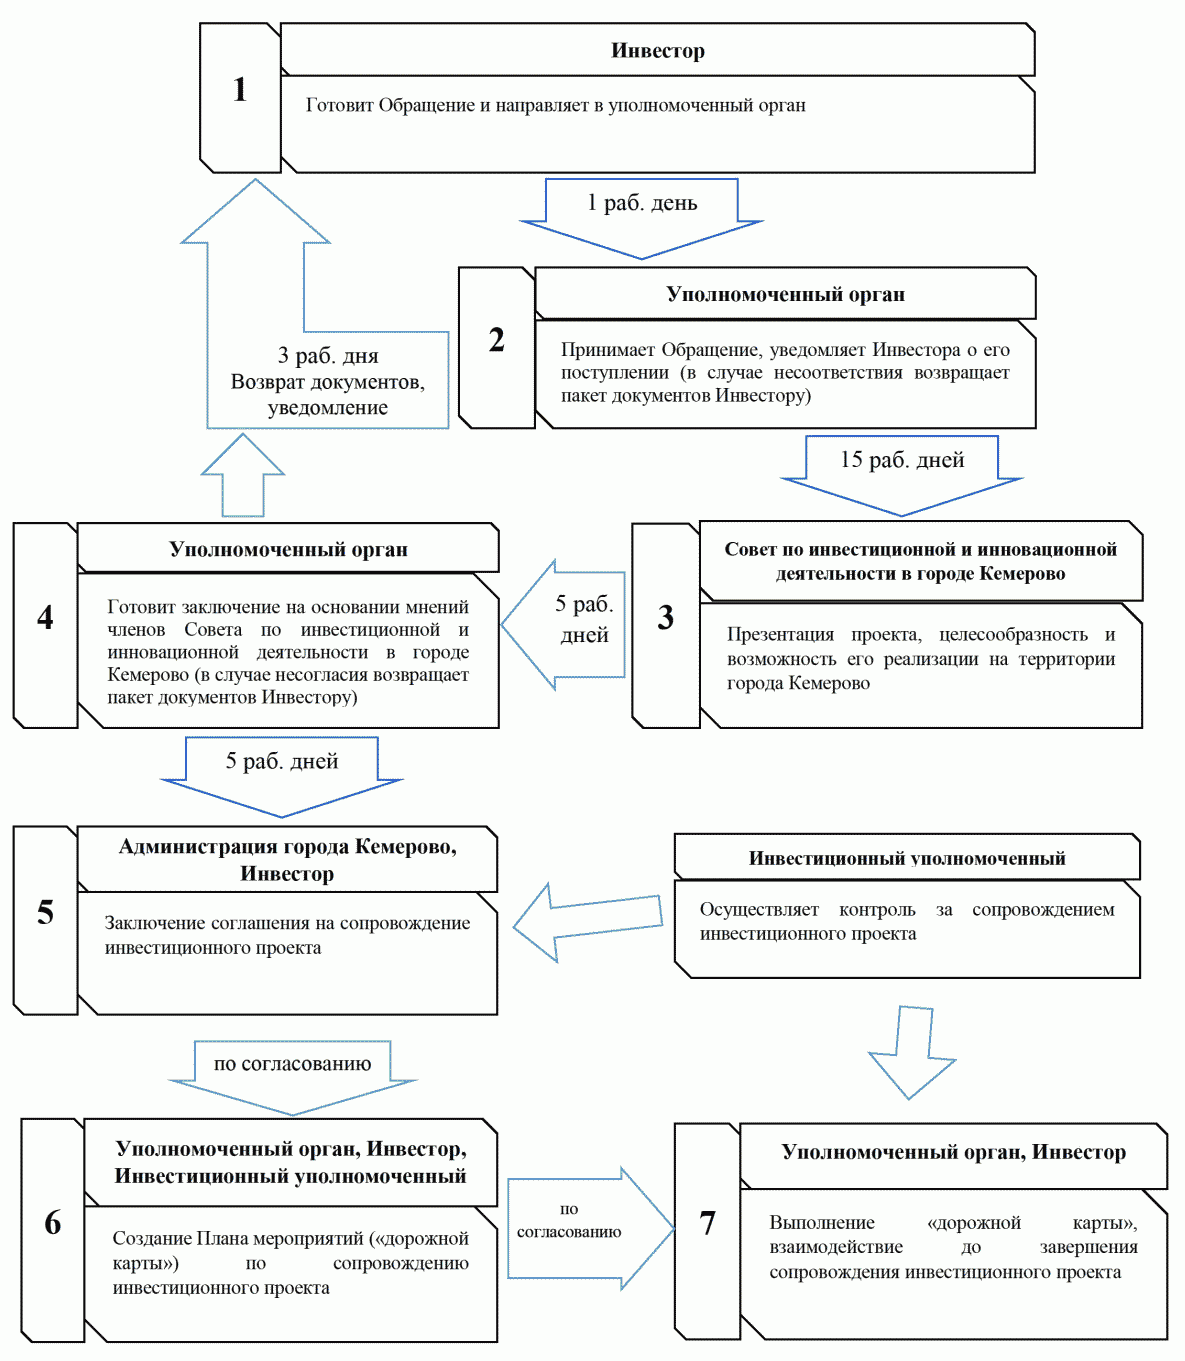 1
Инвестор
Готовит Обращение и направляет в уполномоченный орган
1 раб. день
2
Уполномоченный орган
Принимает Обращение, уведомляет Инвестора о его
поступлении (в случае несоответствия возвращает
пакет документов Инвестору)
3 раб. дня
Возврат документов,
уведомление
15 раб. дней
3
Совет по инвестиционной и инновационной
деятельности в городе Кемерово
Презентация проекта, целесообразность и
возможность его реализации на территории
города Кемерово
5 раб.
дней
4
Уполномоченный орган
Готовит заключение на основании мнений
членов Совета по инвестиционной и
инновационной деятельности в городе
Кемерово (в случае несогласия возвращает
пакет документов Инвестору)
5 раб. дней
5
Администрация города Кемерово,
Инвестор
Заключение соглашения на сопровождение
инвестиционного проекта
Инвестиционный уполномоченный
Осуществляет контроль за сопровождением
инвестиционного проекта
по согласованию
6
Уполномоченный орган, Инвестор,
Инвестиционный уполномоченный
Создание Плана мероприятий («дорожной
карты») по сопровождению
инвестиционного проекта
по
согласованию
7
Уполномоченный орган, Инвестор
Выполнение «дорожной карты»,
взаимодействие до завершения
сопровождения инвестиционного проекта